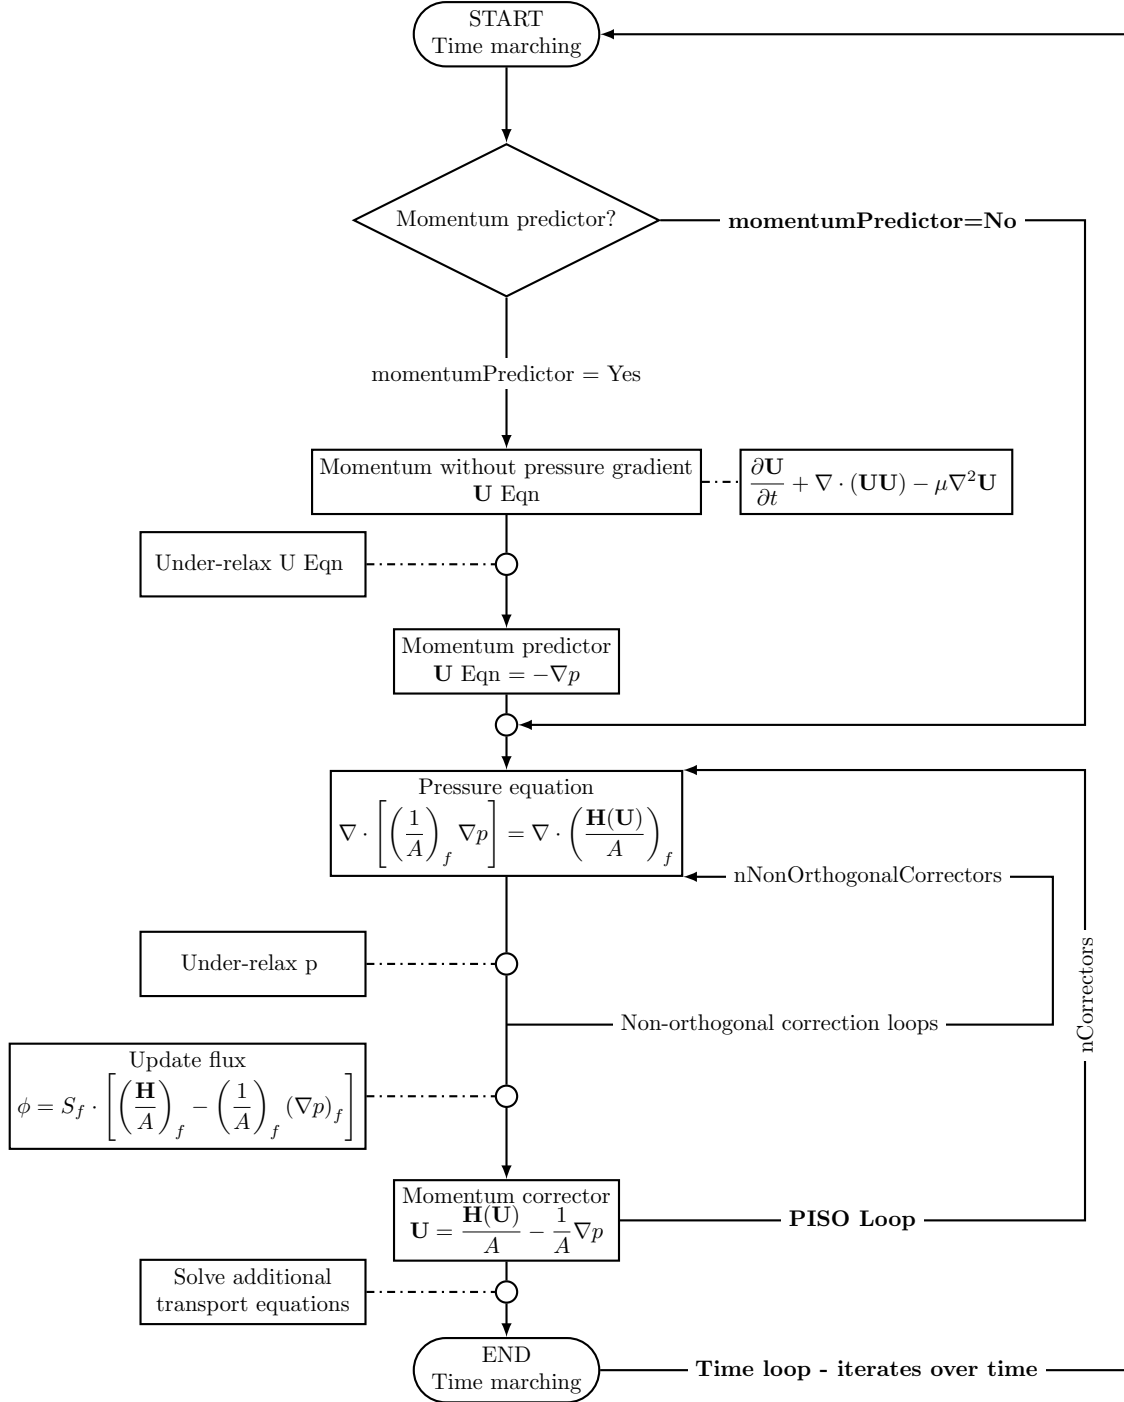 START
Time marching
Momentum predictor?
momentumPredictor=No
momentumPredictor = Yes
Momentum without pressure gradient
U Eqn
∂U/∂t + ∇ · (UU) − μ∇²U
Under-relax U Eqn
Momentum predictor
U Eqn = −∇p
Pressure equation
∇ · [(1/A)_f ∇p] = ∇ · (H(U)/A)_f
nNonOrthogonalCorrectors
Under-relax p
nCorrectors
Non-orthogonal correction loops
Update flux
ϕ = S_f · [(H/A)_f − (1/A)_f (∇p)_f]
Momentum corrector
U = H(U)/A − 1/A ∇p
PISO Loop
Solve additional
transport equations
END
Time marching
Time loop - iterates over time